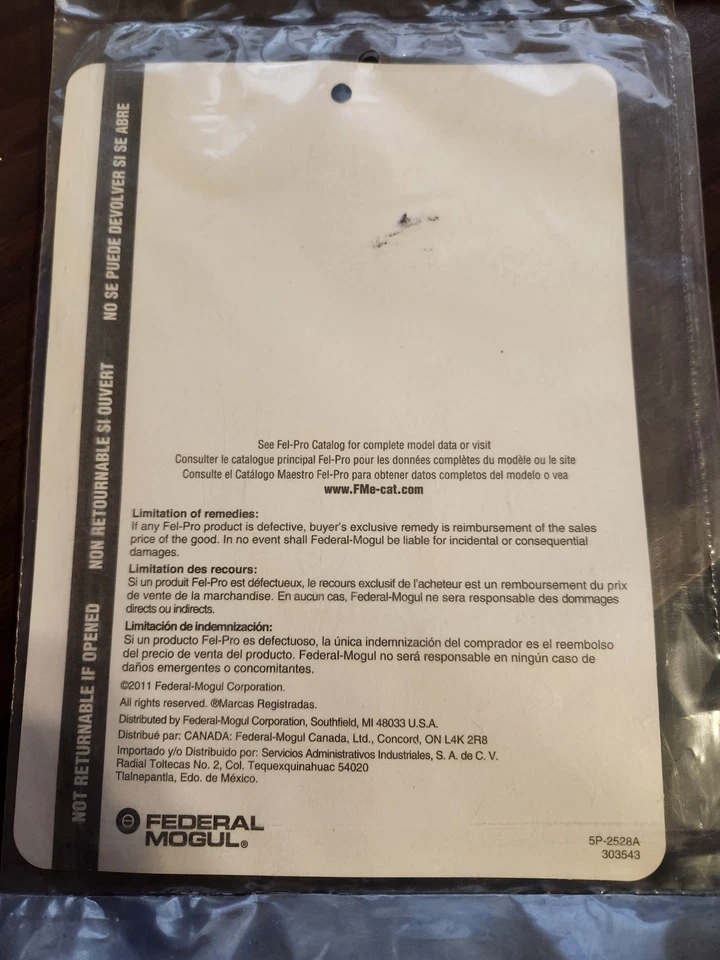 NO SE PUEDE DEVOLVER SI SE ABRE
NON RETOURNABLE SI OUVERT
NOT RETURNABLE IF OPENED
See Fel-Pro Catalog for complete model data or visit
Consulter le catalogue principal Fel-Pro pour les données complètes du modèle ou le site
Consulte el Catálogo Maestro Fel-Pro para obtener datos completos del modelo o vea
www.FMe-cat.com
Limitation of remedies:
If any Fel-Pro product is defective, buyer's exclusive remedy is reimbursement of the sales
price of the good. In no event shall Federal-Mogul be liable for incidental or consequential
damages.
Limitation des recours:
Si un produit Fel-Pro est défectueux, le recours exclusif de l'acheteur est un remboursement du prix
de vente de la marchandise. En aucun cas, Federal-Mogul ne sera responsable des dommages
directs ou indirects.
Limitación de indemnización:
Si un producto Fel-Pro es defectuoso, la única indemnización del comprador es el reembolso
del precio de venta del producto. Federal-Mogul no será responsable en ningún caso de
daños emergentes o concomitantes.
©2011 Federal-Mogul Corporation.
All rights reserved. ®Marcas Registradas.
Distributed by Federal-Mogul Corporation, Southfield, MI 48033 U.S.A.
Distribué par: CANADA: Federal-Mogul Canada, Ltd., Concord, ON L4K 2R8
Importado y/o Distribuido por: Servicios Administrativos Industriales, S. A. de C. V.
Radial Toltecas No. 2, Col. Tequexquinahuac 54020
Tlalnepantla, Edo. de México.
FEDERAL
MOGUL®
5P-2528A
303543